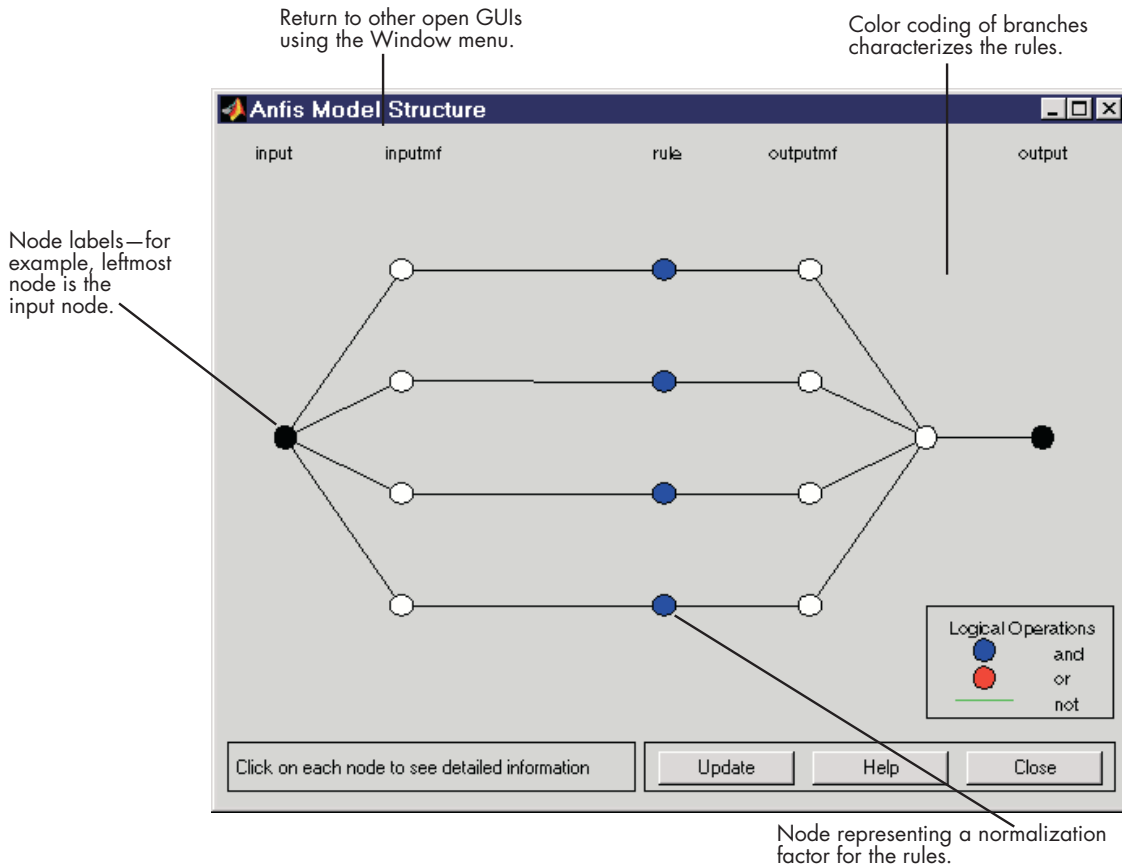 Return to other open GUIs
using the Window menu.
Color coding of branches
characterizes the rules.
Anfis Model Structure
input inputmf rule outputmf output
Node labels—for
example, leftmost
node is the
input node.
Logical Operations
and
or
not
Click on each node to see detailed information
Update Help Close
Node representing a normalization
factor for the rules.